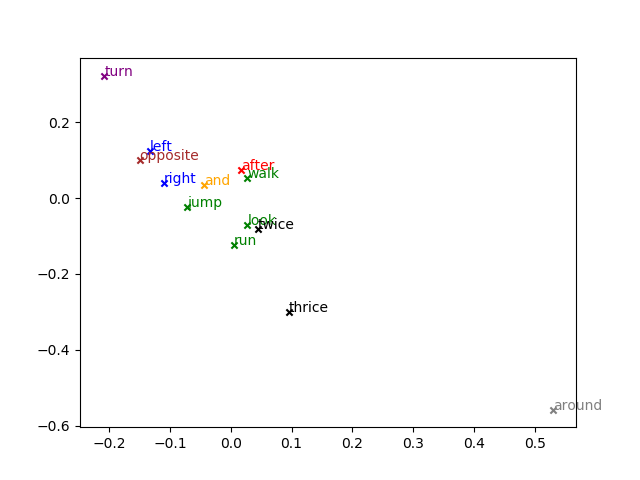 turn
left
opposite
after
walk
right
and
jump
look
twice
run
thrice
around
0.2
0.0
−0.2
−0.4
−0.6
−0.2 −0.1 0.0 0.1 0.2 0.3 0.4 0.5